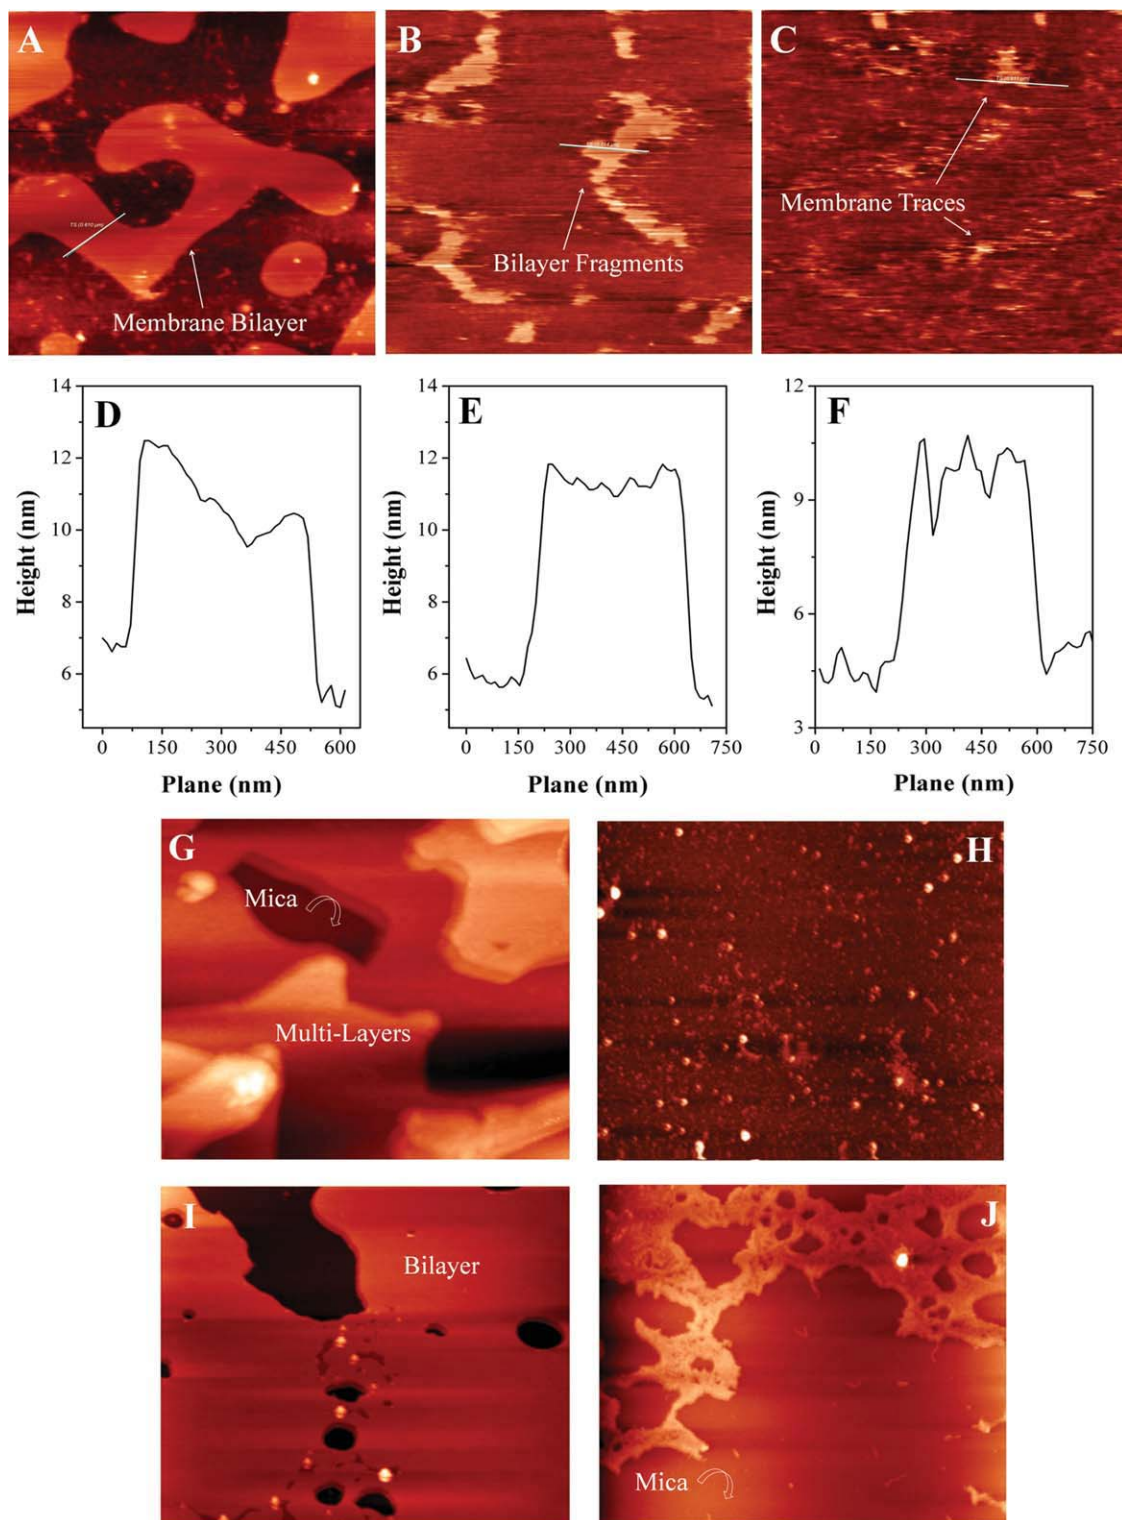 A
B
C
Membrane Bilayer
Bilayer Fragments
Membrane Traces
D
14
12
10
8
6
Height (nm)
0 150 300 450 600
Plane (nm)
E
14
12
10
8
6
Height (nm)
0 150 300 450 600 750
Plane (nm)
F
12
9
6
3
Height (nm)
0 150 300 450 600 750
Plane (nm)
G
Mica
Multi-Layers
H
I
Bilayer
J
Mica